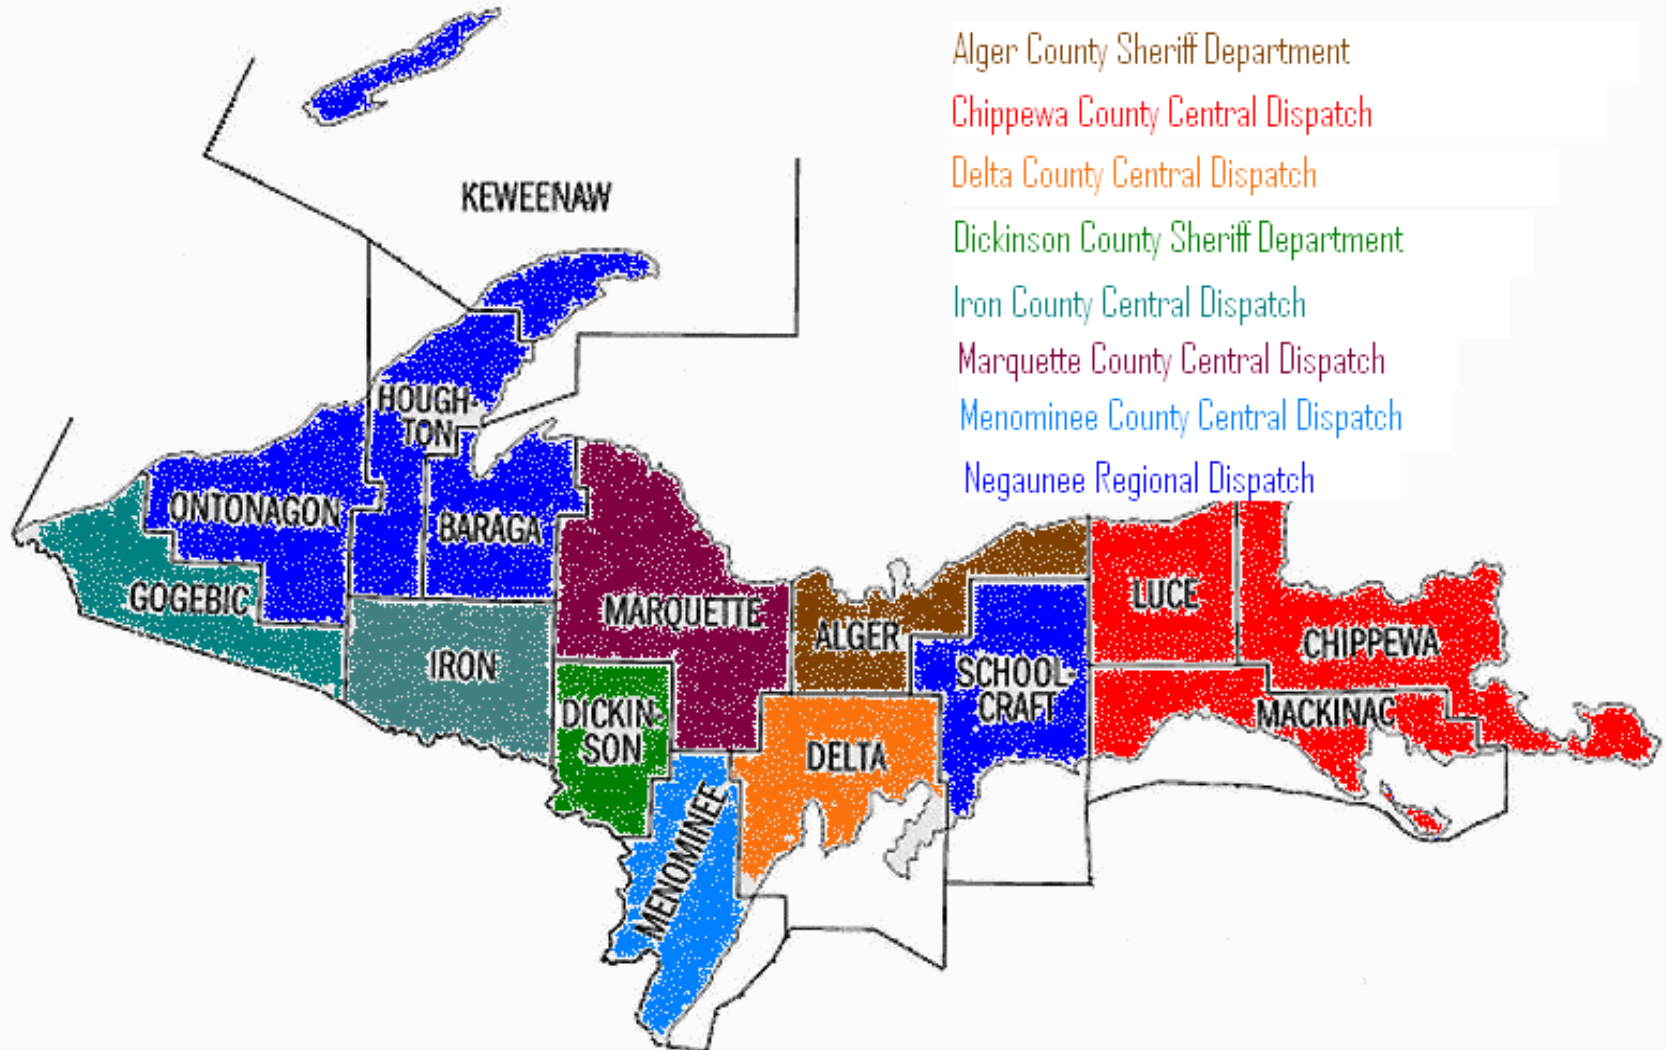 Alger County Sheriff Department
Chippewa County Central Dispatch
Delta County Central Dispatch
KEWEENAW
Dickinson County Sheriff Department
Iron County Central Dispatch
Marquette County Central Dispatch
Menominee County Central Dispatch
Negaunee Regional Dispatch
HOUGH-
TON
ONTONAGON
BARAGA
GOGEBIC
IRON
MARQUETTE
DICKIN-
SON
MENOMINEE
ALGER
DELTA
SCHOOL-
CRAFT
LUCE
CHIPPEWA
MACKINAC